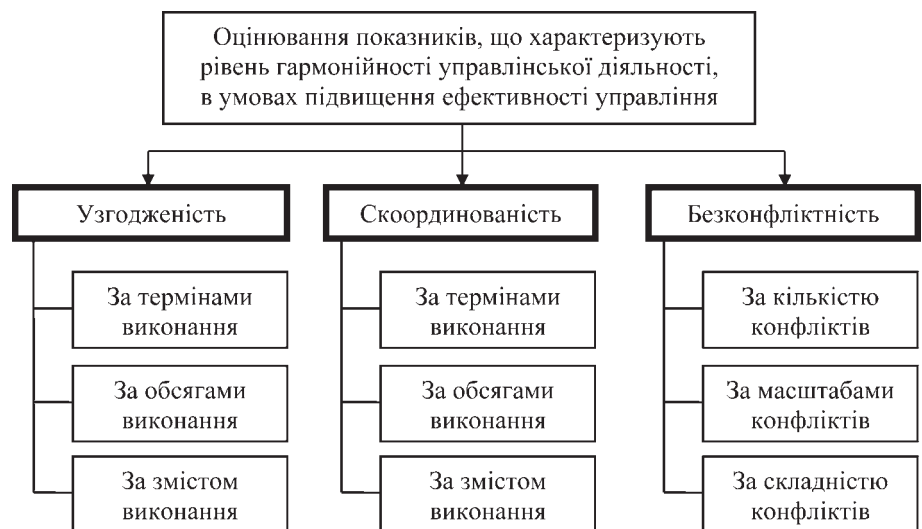 Оцінювання показників, що характеризують
рівень гармонійності управлінської діяльності,
в умовах підвищення ефективності управління
Узгодженість
За термінами
виконання
За обсягами
виконання
За змістом
виконання
Скоординованість
За термінами
виконання
За обсягами
виконання
За змістом
виконання
Безконфліктність
За кількістю
конфліктів
За масштабами
конфліктів
За складністю
конфліктів